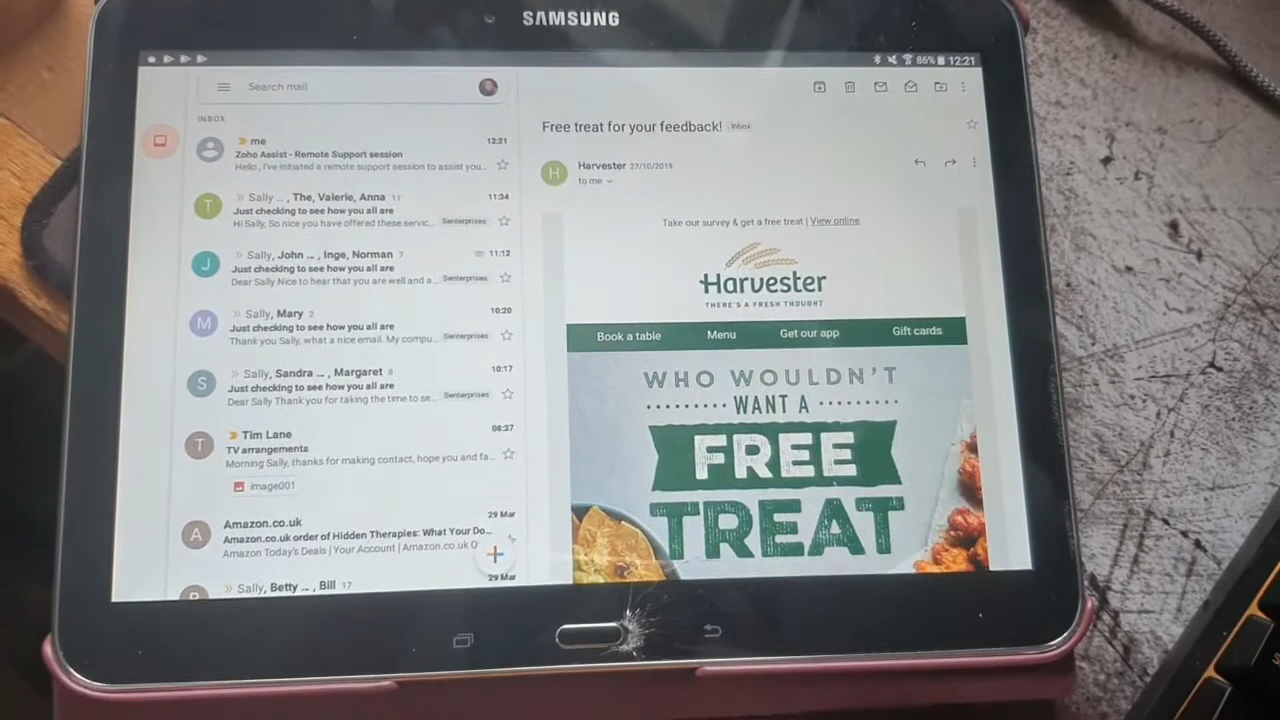 SAMSUNG
86% 12:21
Search mail
INBOX
me 12:21
Zoho Assist - Remote Support session
Hello , I've initiated a remote support session to assist you...
T
Sally ... , The, Valerie, Anna 11 11:34
Just checking to see how you all are
Hi Sally, So nice you have offered these servic... Senterprises
J
Sally, John ... , Inge, Norman 7 11:12
Just checking to see how you all are
Dear Sally Nice to hear that you are well and a... Senterprises
M
Sally, Mary 2 10:20
Just checking to see how you all are
Thank you Sally, what a nice email. My compu... Senterprises
S
Sally, Sandra ... , Margaret 8 10:17
Just checking to see how you all are
Dear Sally Thank you for taking the time to se... Senterprises
T
Tim Lane 08:37
TV arrangements
Morning Sally, thanks for making contact, hope you and fa...
image001
A
Amazon.co.uk 29 Mar
Amazon.co.uk order of Hidden Therapies: What Your Do...
Amazon Today's Deals | Your Account | Amazon.co.uk O
Sally, Betty ... , Bill 17 29 Mar
Free treat for your feedback! Inbox
H
Harvester 27/10/2019
to me
Take our survey & get a free treat | View online
Harvester
THERE'S A FRESH THOUGHT
Book a table Menu Get our app Gift cards
WHO WOULDN'T
WANT A
FREE
TREAT